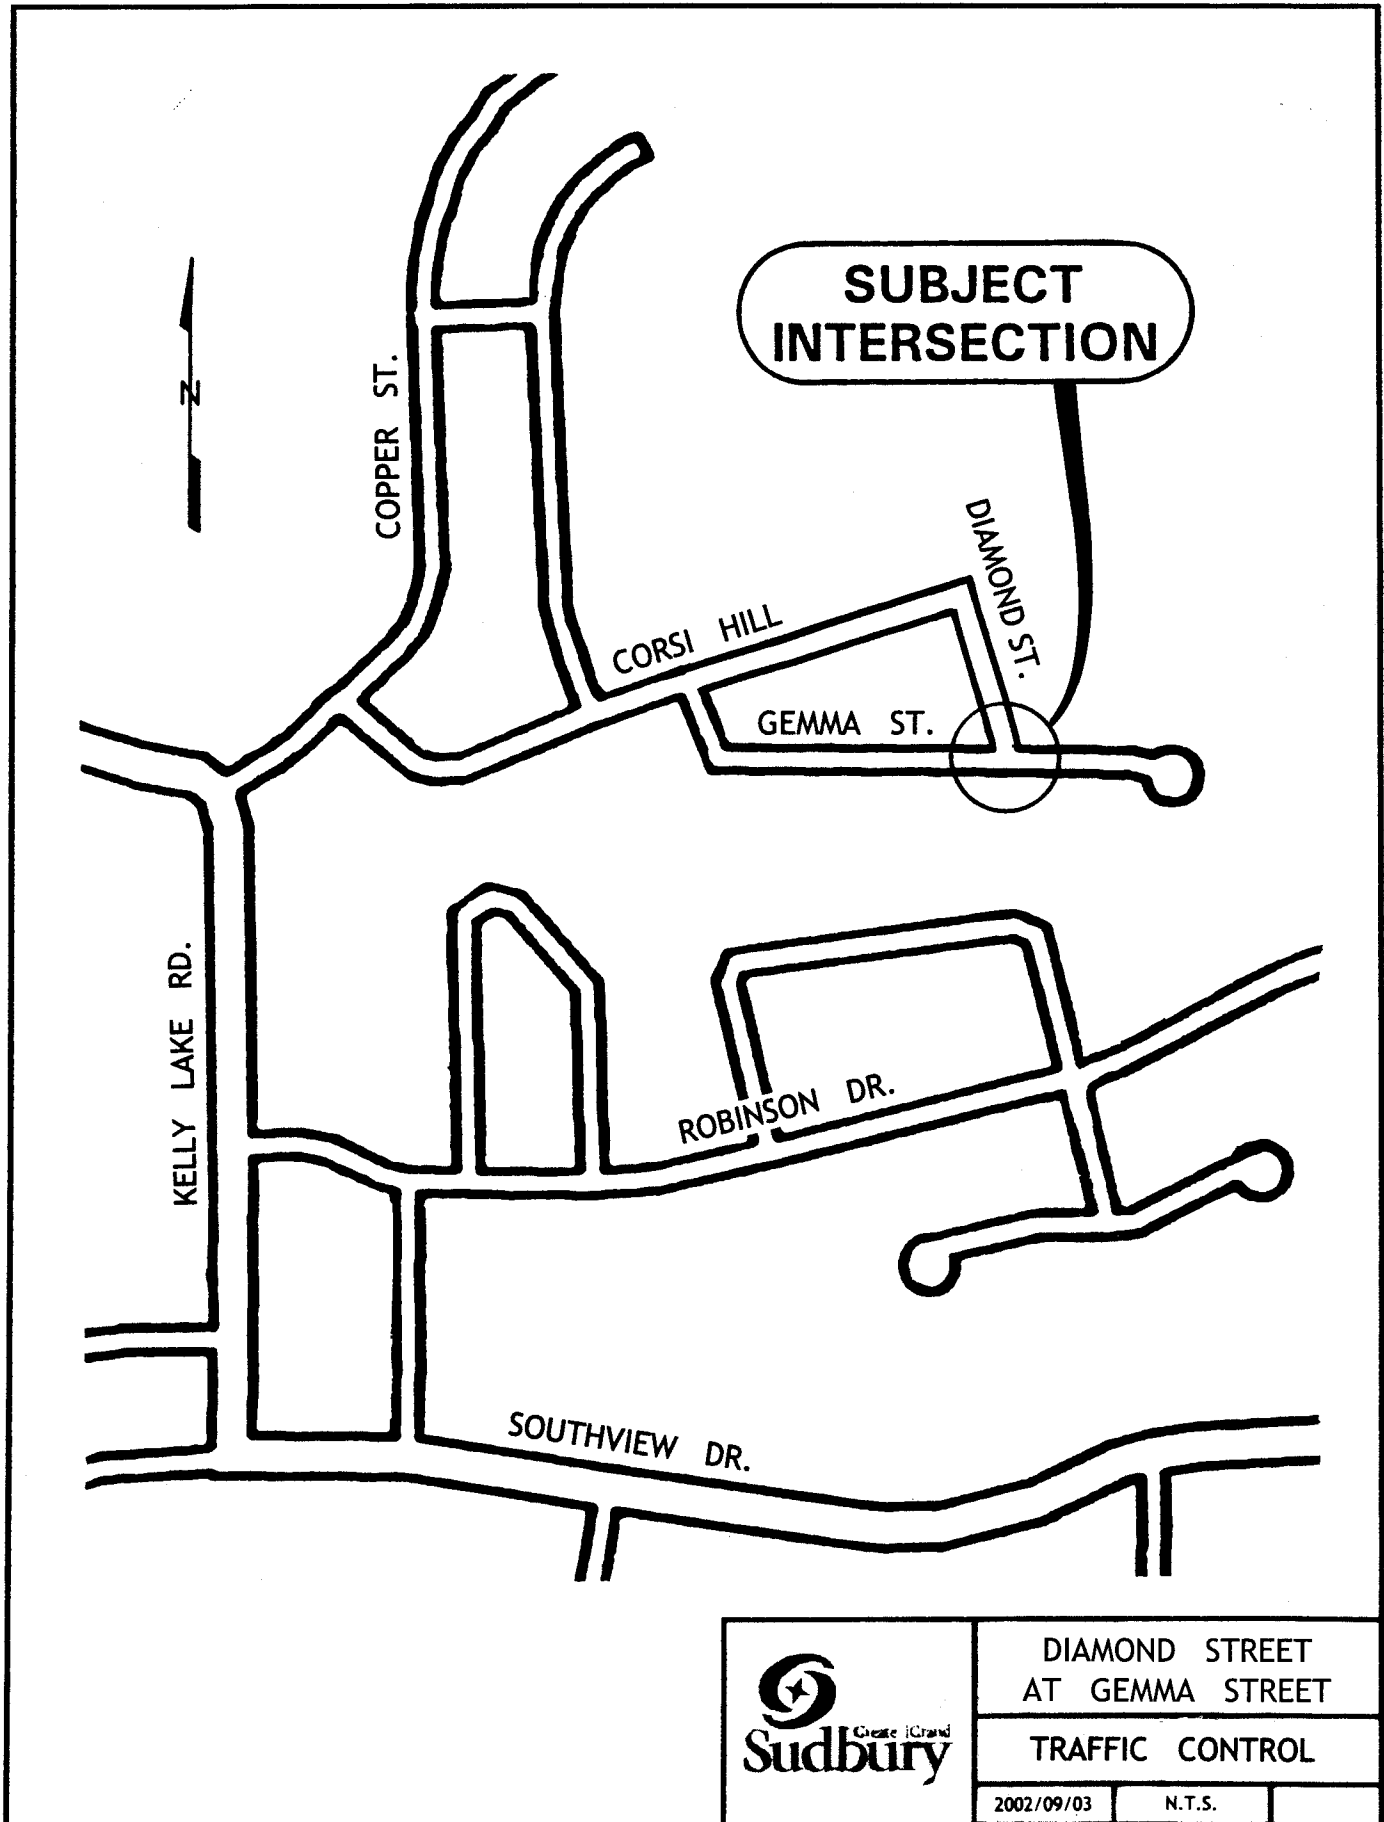 SUBJECT
INTERSECTION
N
COPPER ST.
DIAMOND ST.
CORSI HILL
GEMMA ST.
KELLY LAKE RD.
ROBINSON DR.
SOUTHVIEW DR.
DIAMOND STREET
AT GEMMA STREET
TRAFFIC CONTROL
Sudbury
2002/09/03
N.T.S.